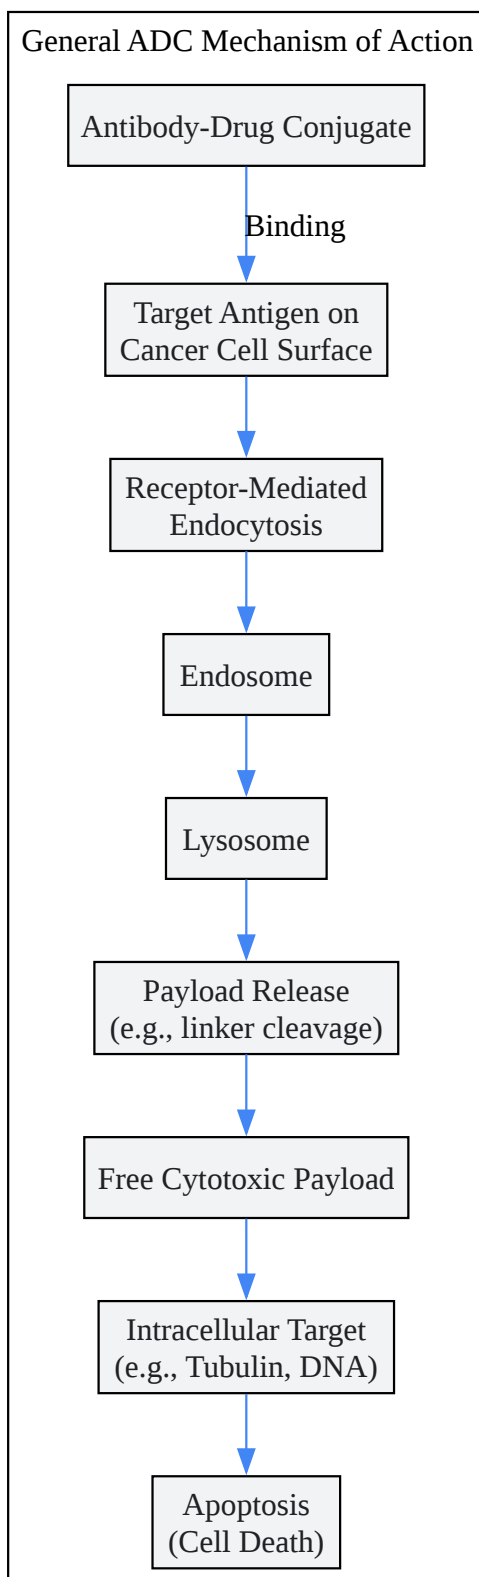 General ADC Mechanism of Action
Antibody-Drug Conjugate
Binding
Target Antigen on
Cancer Cell Surface
Receptor-Mediated
Endocytosis
Endosome
Lysosome
Payload Release
(e.g., linker cleavage)
Free Cytotoxic Payload
Intracellular Target
(e.g., Tubulin, DNA)
Apoptosis
(Cell Death)